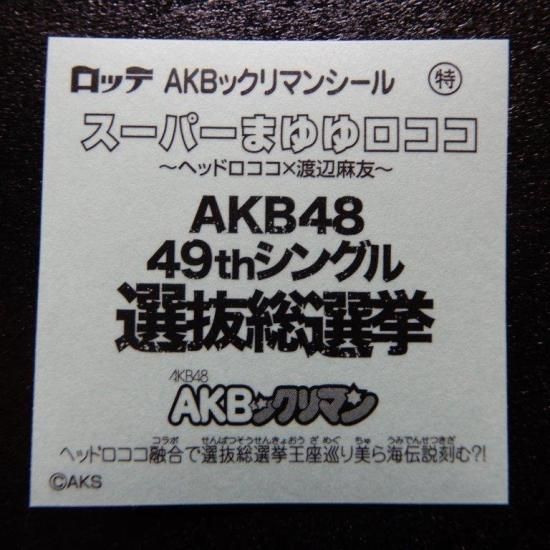 ロッテ AKBックリマンシール 特
スーパーまゆゆロココ
～ヘッドロココ×渡辺麻友～
AKB48
49thシングル
選抜総選挙
AKB48
AKBックリマン
コラボ せんばつそうせんきょおうざめぐ ちゅ うみでんせつきざ
ヘッドロココ融合で選抜総選挙王座巡り美ら海伝説刻む?!
©AKS